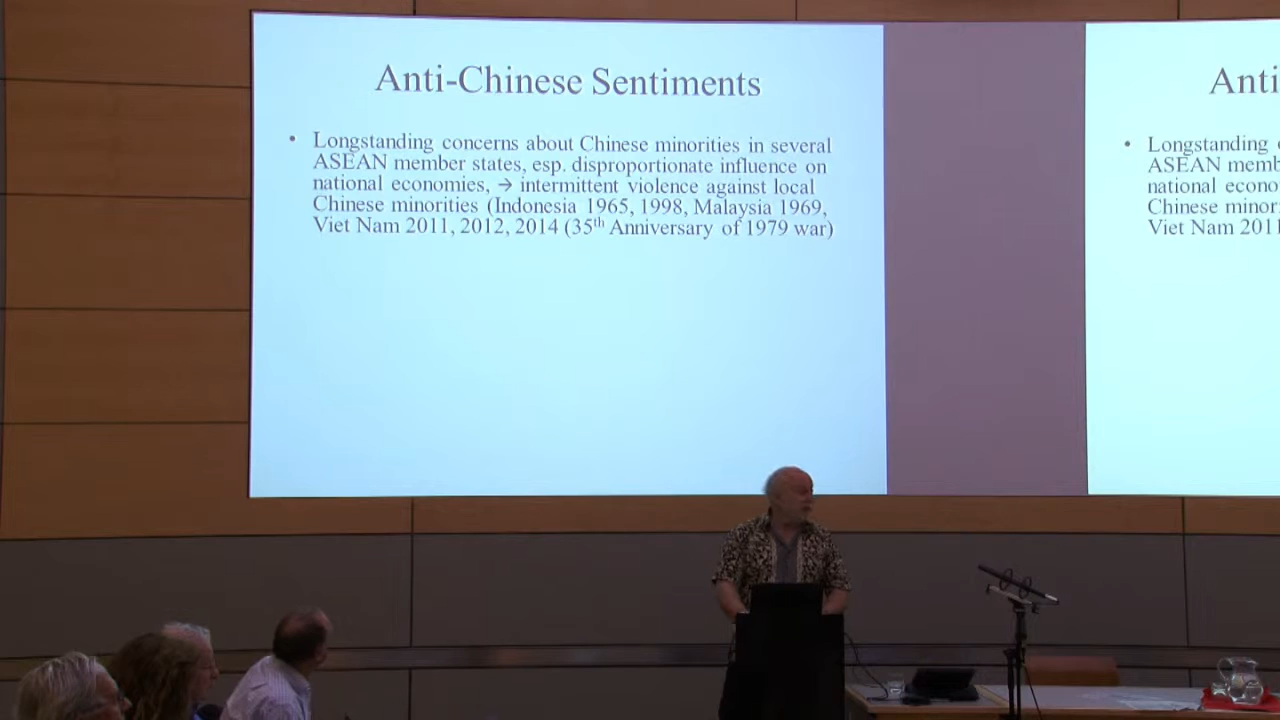 Anti-Chinese Sentiments
• Longstanding concerns about Chinese minorities in several
ASEAN member states, esp. disproportionate influence on
national economies, → intermittent violence against local
Chinese minorities (Indonesia 1965, 1998, Malaysia 1969,
Viet Nam 2011, 2012, 2014 (35th Anniversary of 1979 war)
Anti
• Longstanding
ASEAN memb
national econo
Chinese minor
Viet Nam 2011